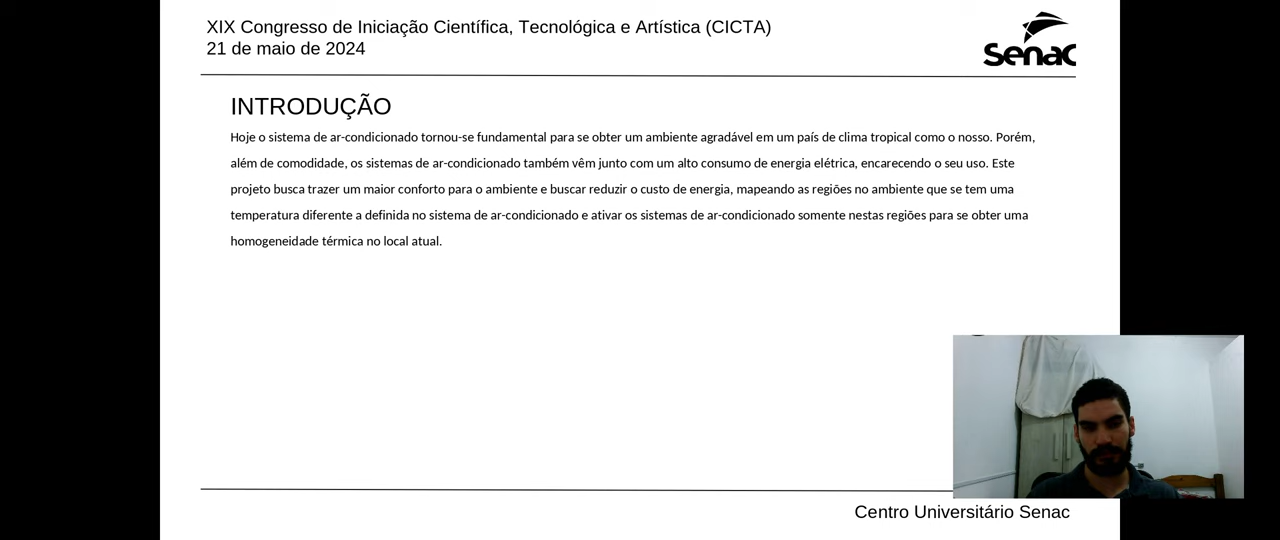 XIX Congresso de Iniciação Científica, Tecnológica e Artística (CICTA)
21 de maio de 2024
Senac
INTRODUÇÃO
Hoje o sistema de ar-condicionado tornou-se fundamental para se obter um ambiente agradável em um país de clima tropical como o nosso. Porém,
além de comodidade, os sistemas de ar-condicionado também vêm junto com um alto consumo de energia elétrica, encarecendo o seu uso. Este
projeto busca trazer um maior conforto para o ambiente e buscar reduzir o custo de energia, mapeando as regiões no ambiente que se tem uma
temperatura diferente a definida no sistema de ar-condicionado e ativar os sistemas de ar-condicionado somente nestas regiões para se obter uma
homogeneidade térmica no local atual.
Centro Universitário Senac